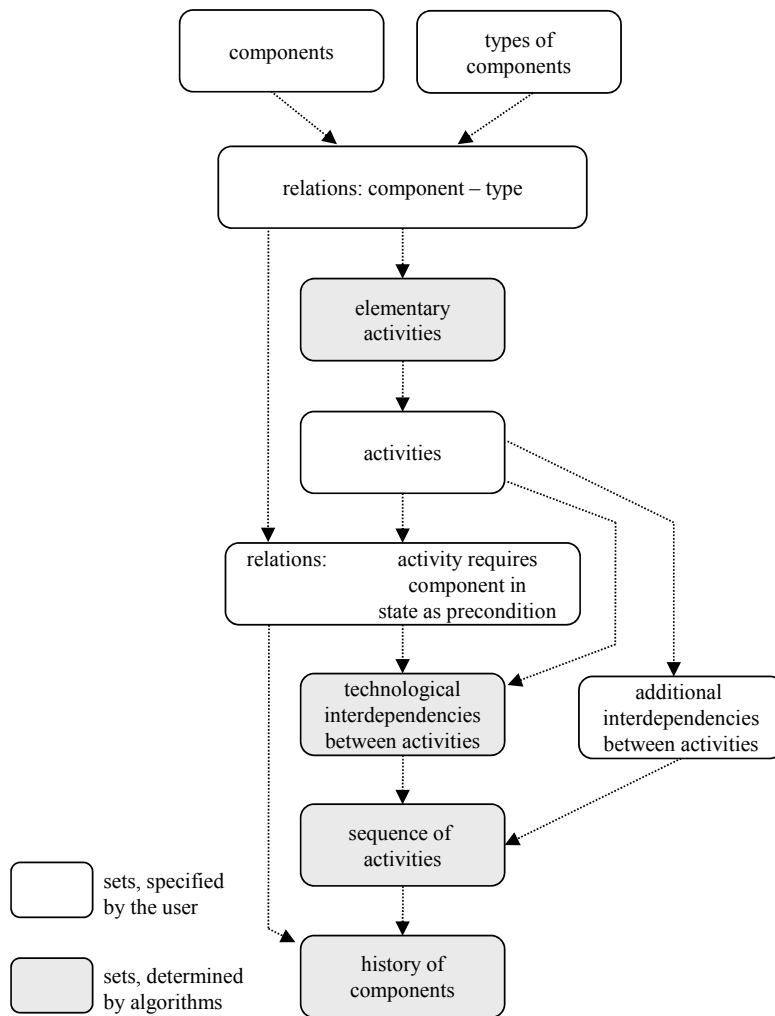 components
types of
components
relations: component – type
elementary
activities
activities
relations: activity requires
component in
state as precondition
technological
interdependencies
between activities
additional
interdependencies
between activities
sequence of
activities
sets, specified
by the user
history of
components
sets, determined
by algorithms